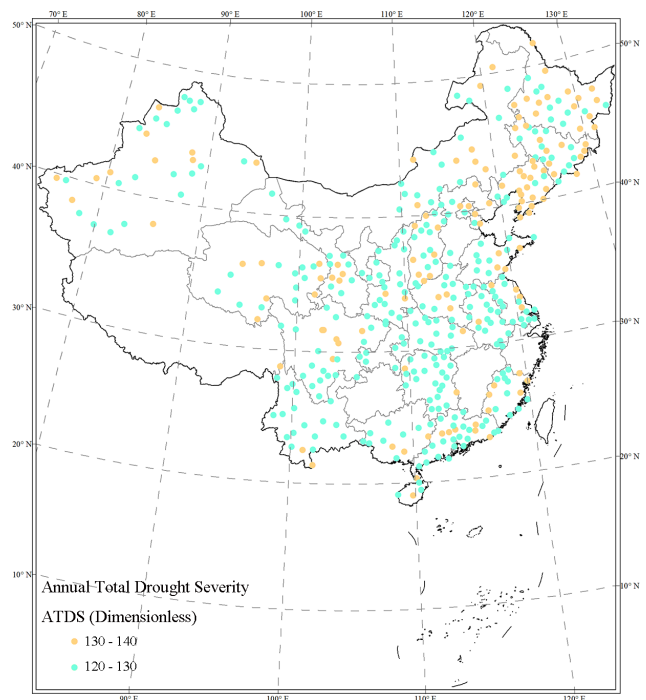 70° E 80° E 90° E 100° E 110° E 120° E 130° E
50° N 50° N
40° N 40° N
30° N 30° N
20° N 20° N
10° N 10° N
Annual Total Drought Severity
ATDS (Dimensionless)
130 - 140
120 - 130
90° E 100° E 110° E 120° E